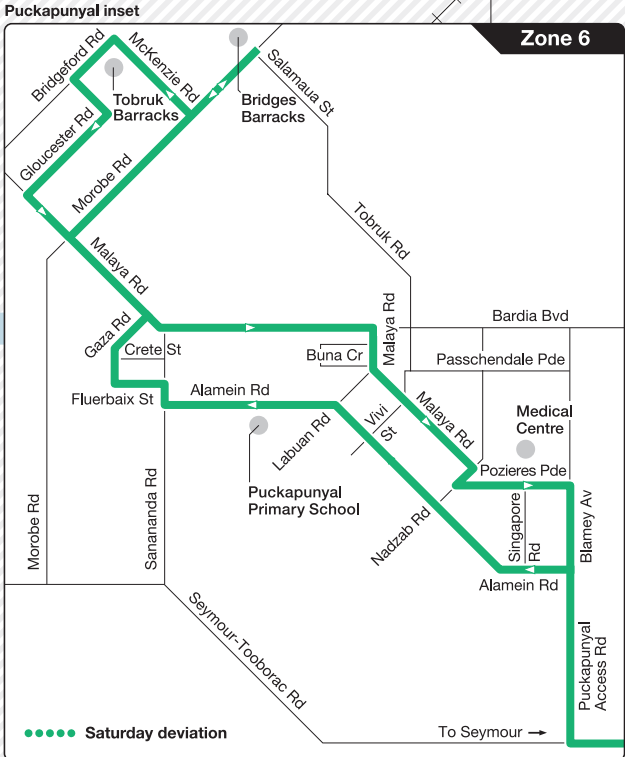 Puckapunyal inset
Zone 6
Bridgeford Rd
McKenzie Rd
Salamaua St
Tobruk
Barracks
Bridges
Barracks
Gloucester Rd
Morobe Rd
Tobruk Rd
Malaya Rd
Malaya Rd
Bardia Bvd
Gaza Rd
Crete St
Buna Cr
Passchendale Pde
Fluerbaix St
Alamein Rd
Labuan Rd
Vivi
St
Malaya Rd
Medical
Centre
Pozieres Pde
Puckapunyal
Primary School
Nadzab Rd
Singapore
Rd
Blamey Av
Morobe Rd
Sanananda Rd
Alamein Rd
Seymour-Tooborac Rd
Puckapunyal
Access Rd
Saturday deviation
To Seymour →